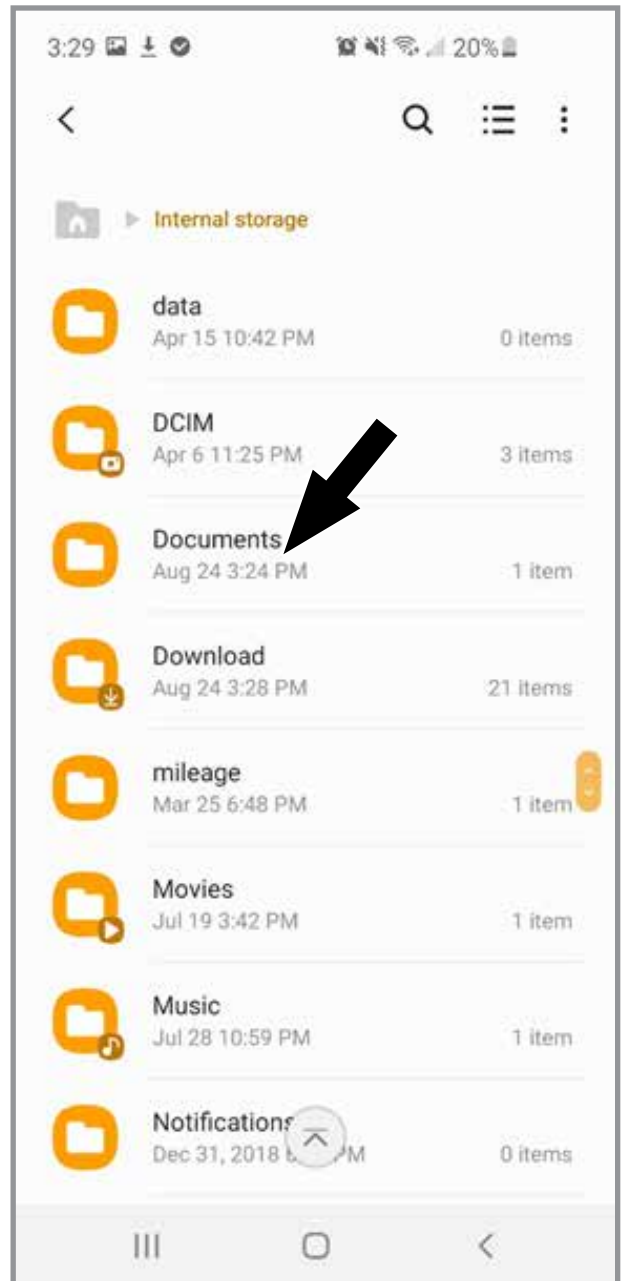 3:29 20%
Internal storage
data
Apr 15 10:42 PM 0 items
DCIM
Apr 6 11:25 PM 3 items
Documents
Aug 24 3:24 PM 1 item
Download
Aug 24 3:28 PM 21 items
mileage
Mar 25 6:48 PM 1 item
Movies
Jul 19 3:42 PM 1 item
Music
Jul 28 10:59 PM 1 item
Notifications
Dec 31, 2018 PM 0 items